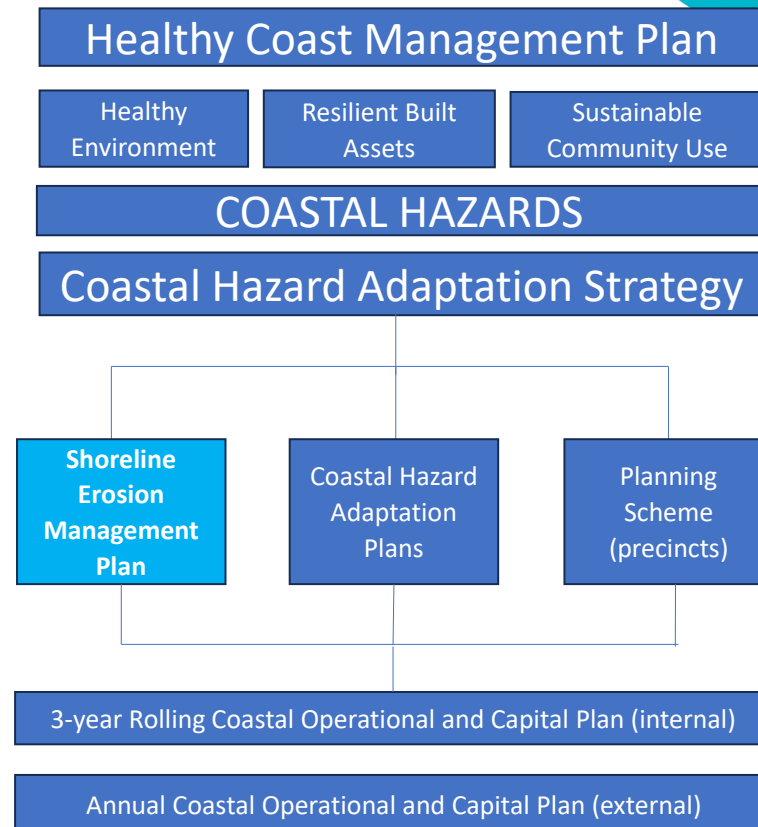 Healthy Coast Management Plan
Healthy
Environment
Resilient Built
Assets
Sustainable
Community Use
COASTAL HAZARDS
Coastal Hazard Adaptation Strategy
Shoreline
Erosion
Management
Plan
Coastal Hazard
Adaptation
Plans
Planning
Scheme
(precincts)
3-year Rolling Coastal Operational and Capital Plan (internal)
Annual Coastal Operational and Capital Plan (external)